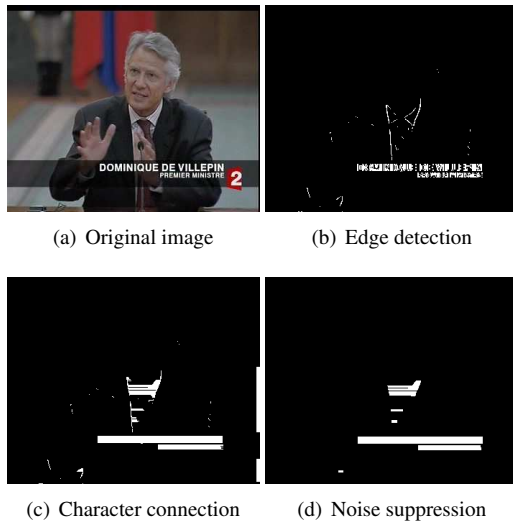 DOMINIQUE DE VILLEPIN
PREMIER MINISTRE
2
(a) Original image
(b) Edge detection
(c) Character connection
(d) Noise suppression